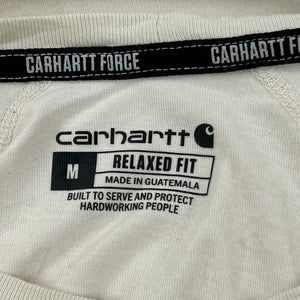 CARHARTT FORCE
CARHARTT FORCE
carhartt
M RELAXED FIT
MADE IN GUATEMALA
BUILT TO SERVE AND PROTECT
HARDWORKING PEOPLE